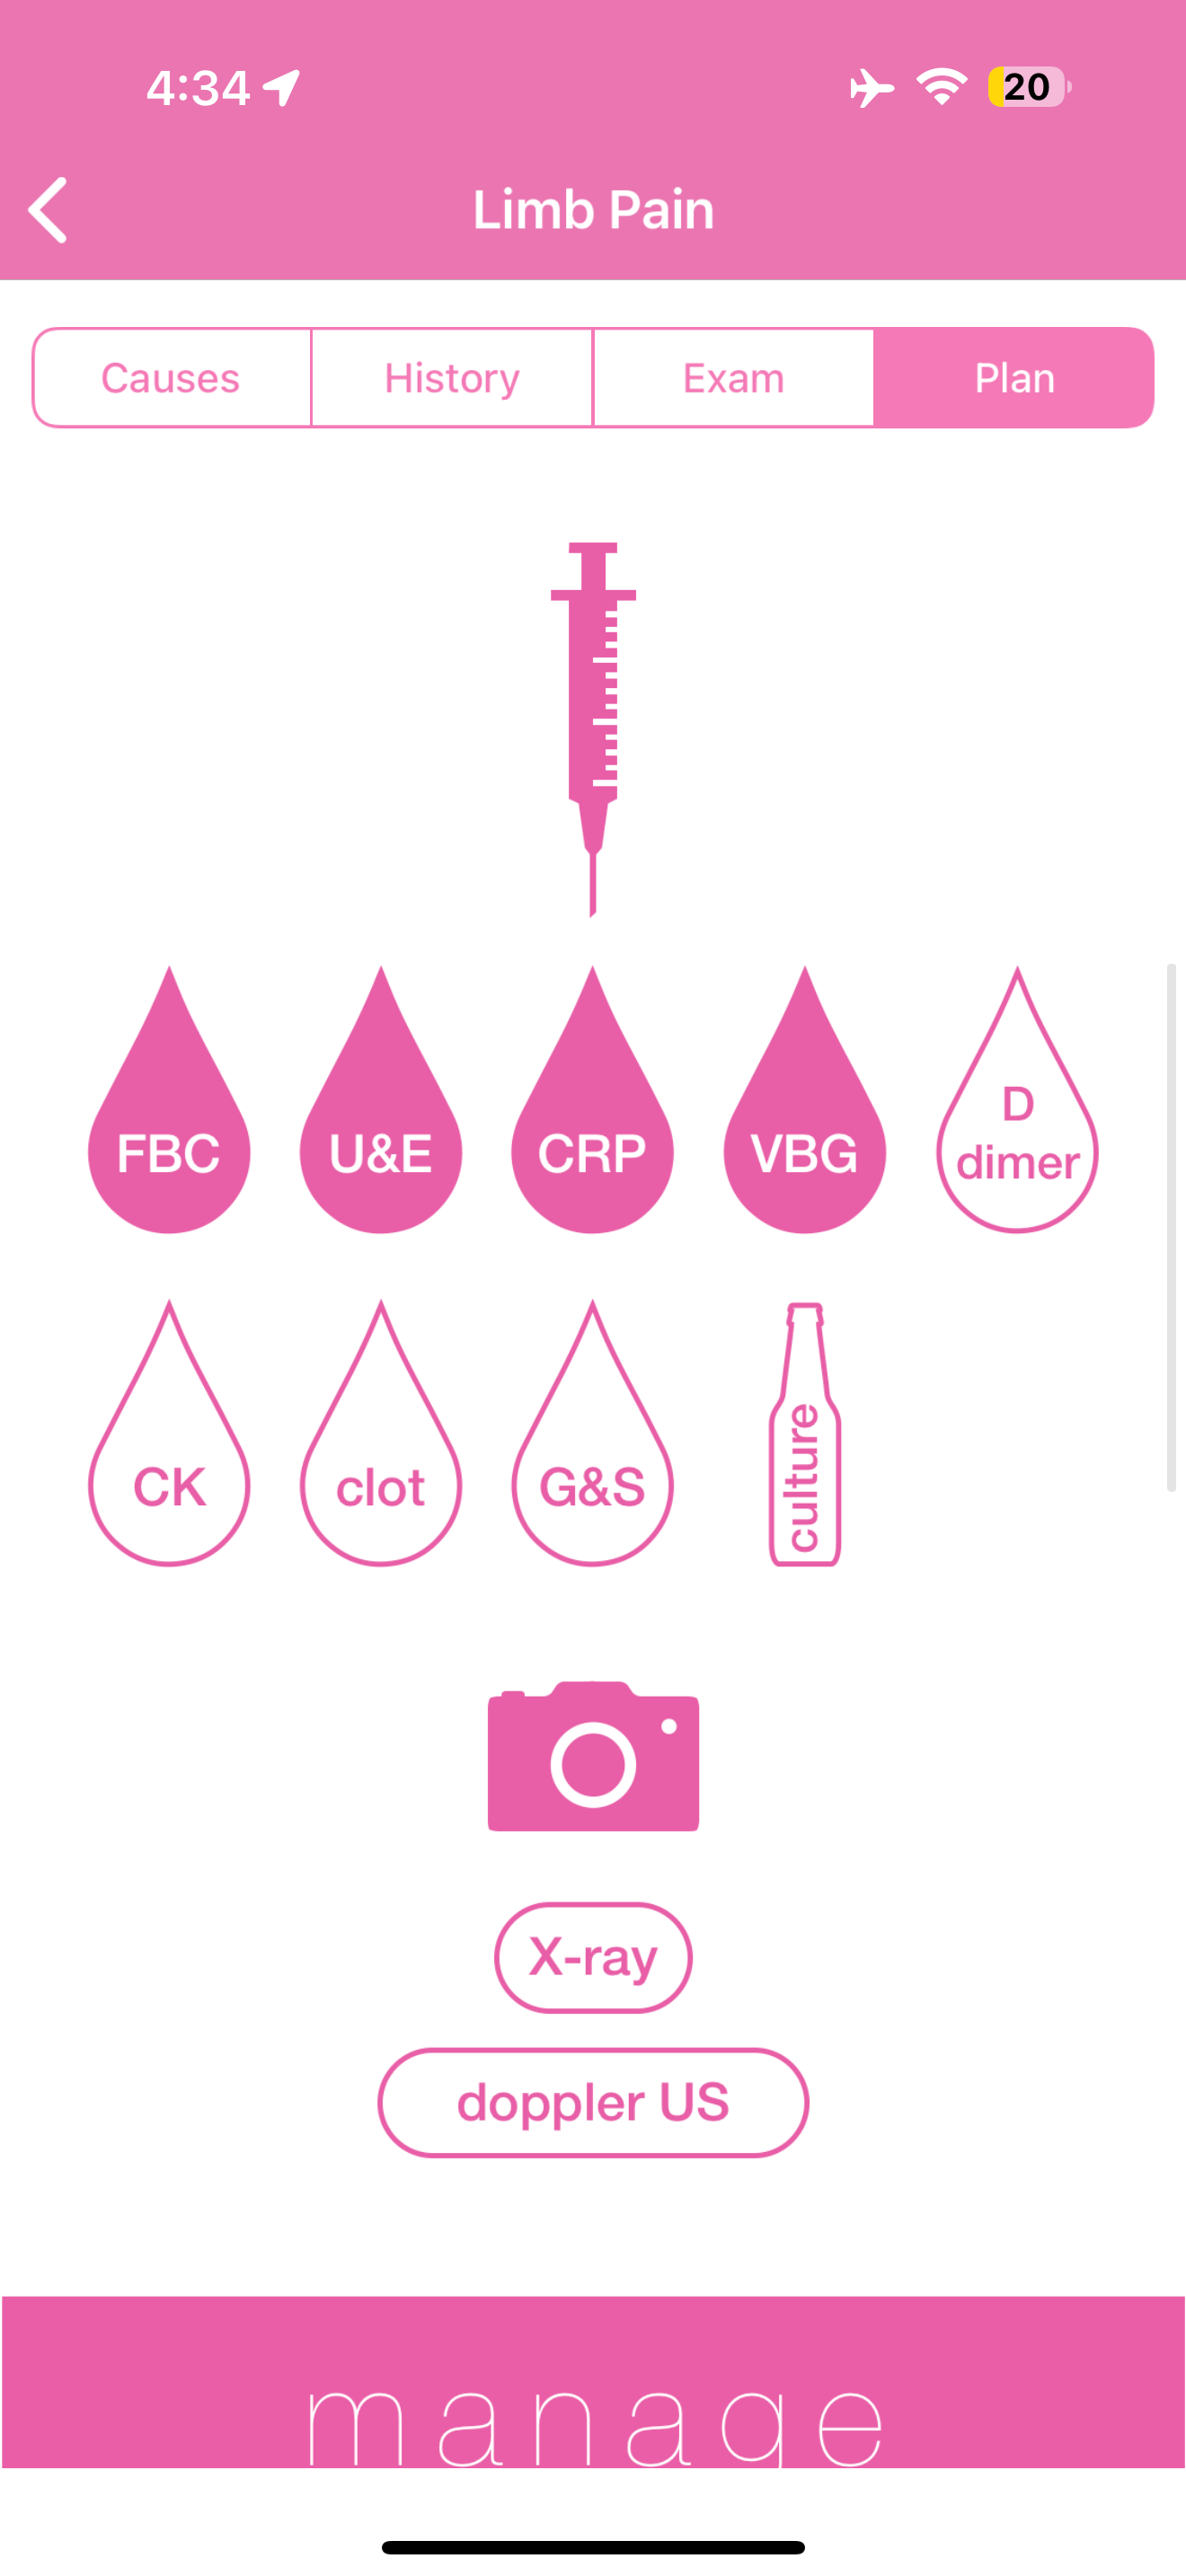 4:34
20
Limb Pain
Causes History Exam Plan
FBC U&E CRP VBG D
dimer
CK clot G&S culture
X-ray
doppler US
manage